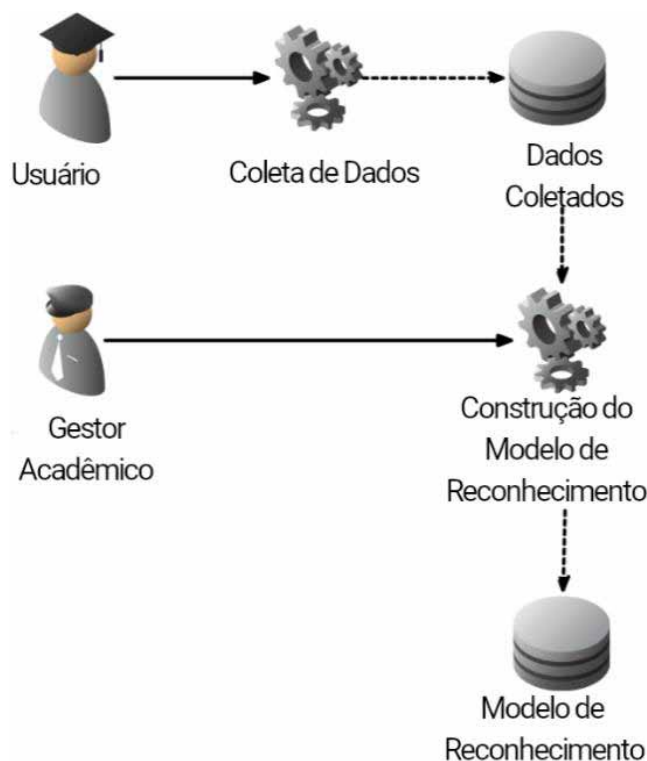 Usuário
Coleta de Dados
Dados
Coletados
Gestor
Acadêmico
Construção do
Modelo de
Reconhecimento
Modelo de
Reconhecimento